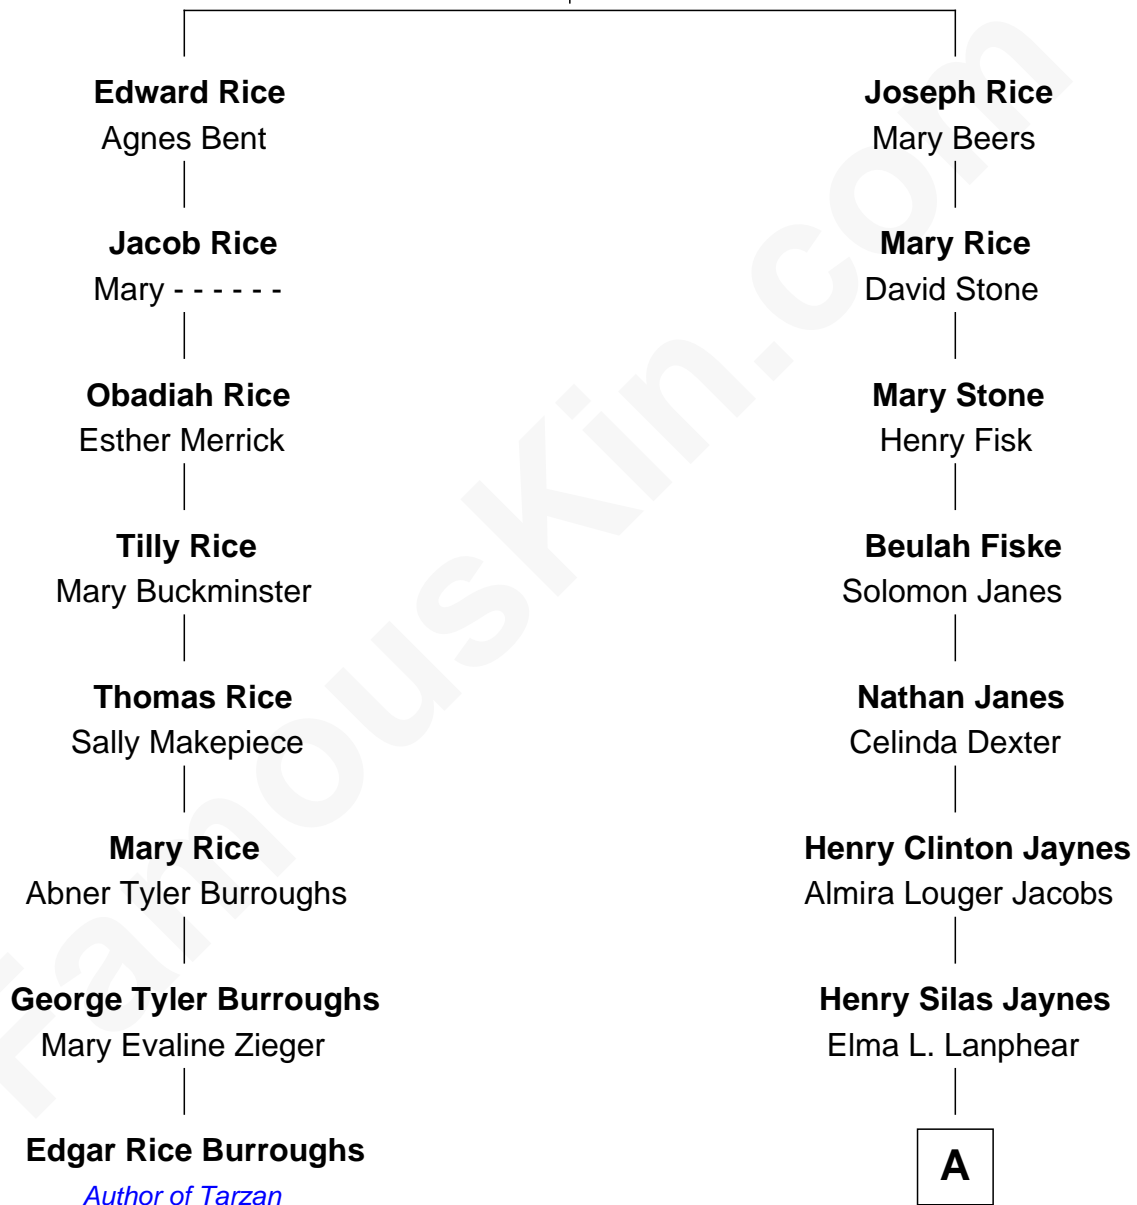 Edward Rice
Agnes Bent
Jacob Rice
Mary - - - - - -
Obadiah Rice
Esther Merrick
Tilly Rice
Mary Buckminster
Thomas Rice
Sally Makepiece
Mary Rice
Abner Tyler Burroughs
George Tyler Burroughs
Mary Evaline Zieger
Edgar Rice Burroughs
Author of Tarzan
Joseph Rice
Mary Beers
Mary Rice
David Stone
Mary Stone
Henry Fisk
Beulah Fiske
Solomon Janes
Nathan Janes
Celinda Dexter
Henry Clinton Jaynes
Almira Louger Jacobs
Henry Silas Jaynes
Elma L. Lanphear
A
FamousKin.com